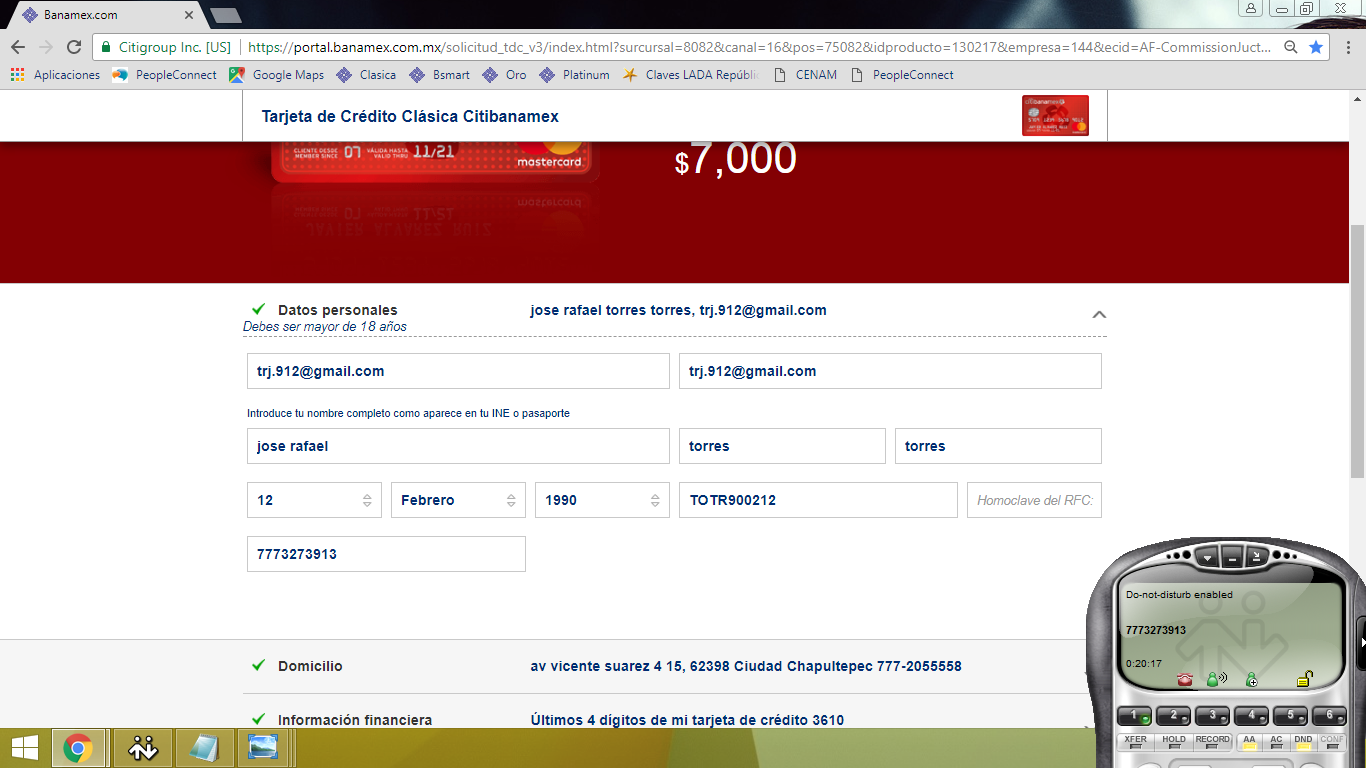 Banamex.com
Citigroup Inc. [US] https://portal.banamex.com.mx/solicitud_tdc_v3/index.html?surcursal=8082&canal=16&pos=75082&idproducto=130217&empresa=144&ecid=AF-CommissionJuct...
Aplicaciones PeopleConnect Google Maps Clasica Bsmart Oro Platinum Claves LADA Repúbli CENAM PeopleConnect
Tarjeta de Crédito Clásica Citibanamex
citibanamex
CLIENTE DESDE MEMBER SINCE 07 VÁLIDA HASTA VALID THRU 11/21
mastercard
$7,000
Datos personales jose rafael torres torres, trj.912@gmail.com
Debes ser mayor de 18 años
trj.912@gmail.com trj.912@gmail.com
Introduce tu nombre completo como aparece en tu INE o pasaporte
jose rafael torres torres
12 Febrero 1990 TOTR900212 Homoclave del RFC:
7773273913
Domicilio av vicente suarez 4 15, 62398 Ciudad Chapultepec 777-2055558
Información financiera Últimos 4 dígitos de mi tarjeta de crédito 3610
Do-not-disturb enabled
7773273913
0:20:17
1 2 3 4 5 6
XFER HOLD RECORD AA AC DND CONF